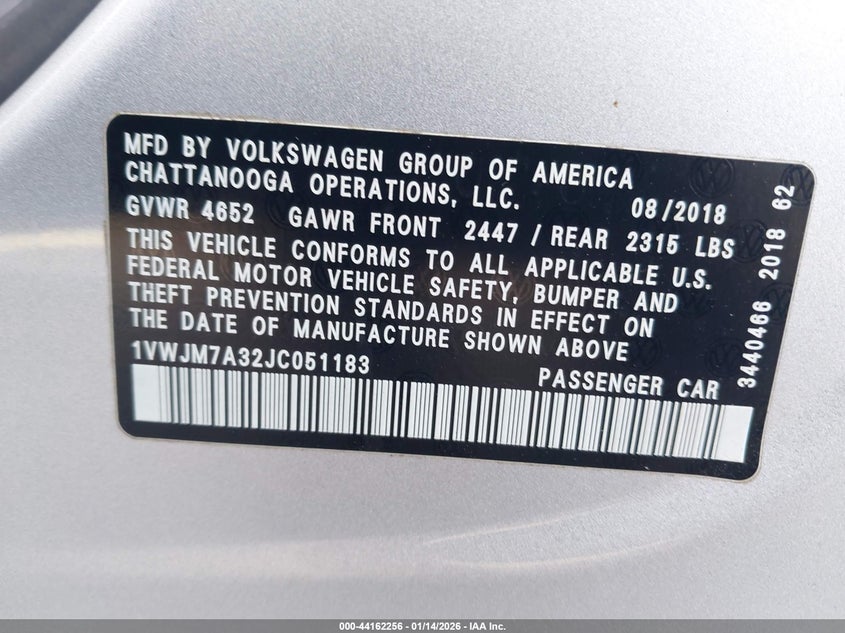 MFD BY VOLKSWAGEN GROUP OF AMERICA
CHATTANOOGA OPERATIONS, LLC. 08/2018
GVWR 4652 GAWR FRONT 2447 / REAR 2315 LBS
THIS VEHICLE CONFORMS TO ALL APPLICABLE U.S.
FEDERAL MOTOR VEHICLE SAFETY, BUMPER AND
THEFT PREVENTION STANDARDS IN EFFECT ON
THE DATE OF MANUFACTURE SHOWN ABOVE
1VWJM7A32JC051183 PASSENGER CAR
3440466 2018 62
000-44162256 - 01/14/2026 - IAA Inc.